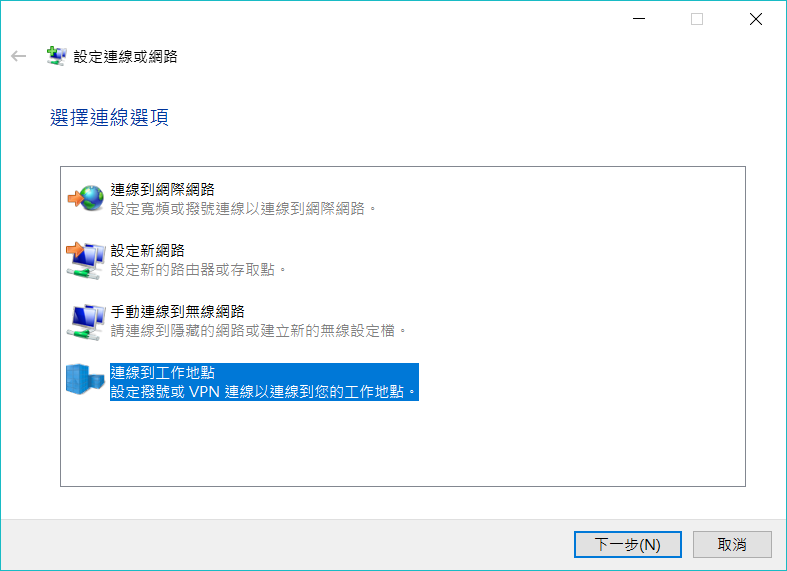 設定連線或網路
選擇連線選項
連線到網際網路
設定寬頻或撥號連線以連線到網際網路。
設定新網路
設定新的路由器或存取點。
手動連線到無線網路
請連線到隱藏的網路或建立新的無線設定檔。
連線到工作地點
設定撥號或 VPN 連線以連線到您的工作地點。
下一步(N)
取消